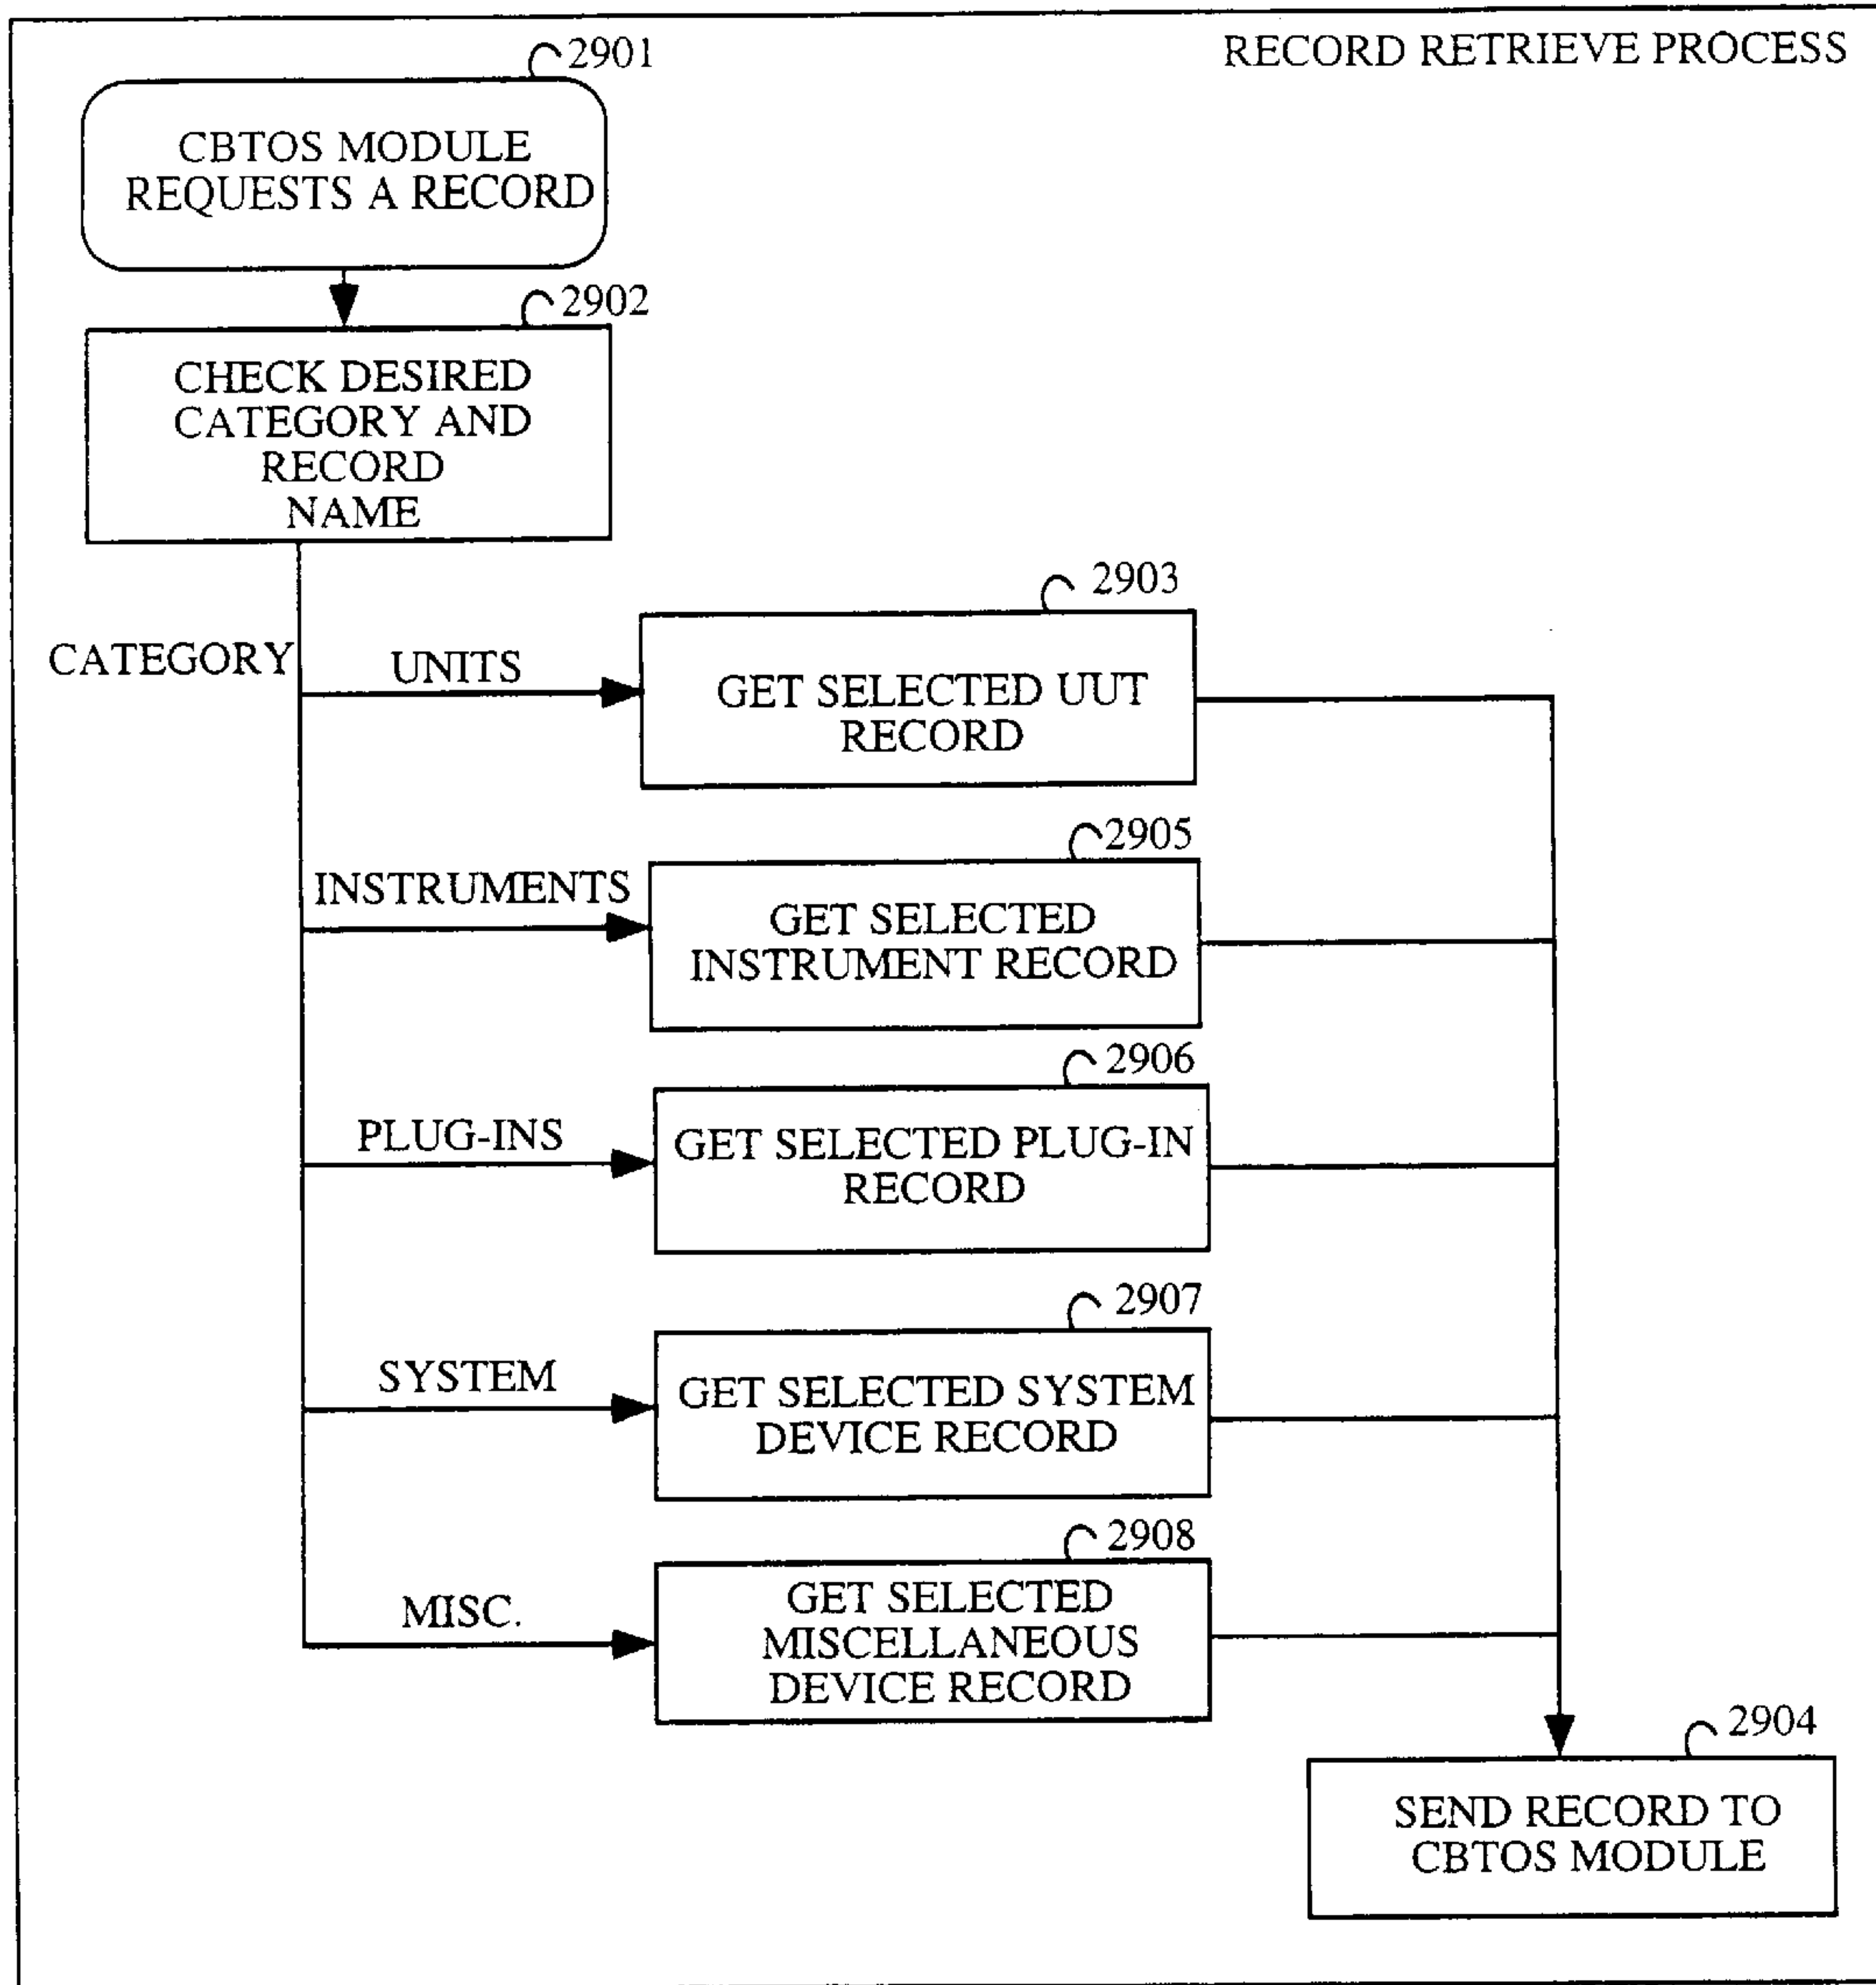 RECORD RETRIEVE PROCESS
2901
CBTOS MODULE
REQUESTS A RECORD
2902
CHECK DESIRED
CATEGORY AND
RECORD
NAME
CATEGORY
UNITS
2903
GET SELECTED UUT
RECORD
INSTRUMENTS
2905
GET SELECTED
INSTRUMENT RECORD
PLUG-INS
2906
GET SELECTED PLUG-IN
RECORD
SYSTEM
2907
GET SELECTED SYSTEM
DEVICE RECORD
MISC.
2908
GET SELECTED
MISCELLANEOUS
DEVICE RECORD
2904
SEND RECORD TO
CBTOS MODULE